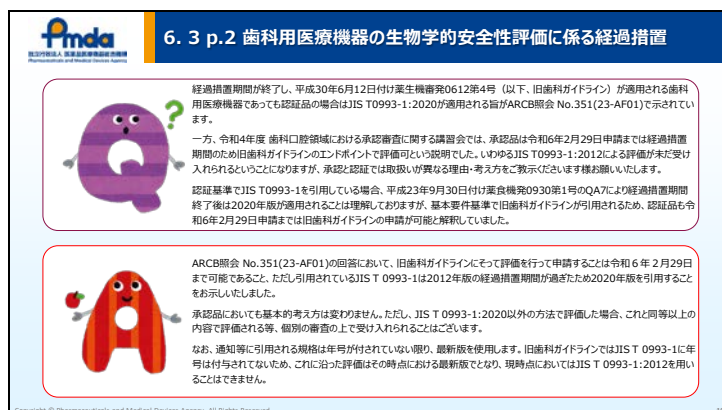 Pmda
独立行政法人 医薬品医療機器総合機構
Pharmaceuticals and Medical Devices Agency
6. 3 p.2 歯科用医療機器の生物学的安全性評価に係る経過措置
Q
?
経過措置期間が終了し、平成30年6月12日付け薬生機審発0612第4号（以下、旧歯科ガイドライン）が適用される歯科
用医療機器であっても認証品の場合はJIS T0993-1:2020が適用される旨がARCB照会 No.351(23-AF01)で示されてい
ます。
一方、令和4年度 歯科口腔領域における承認審査に関する講習会では、承認品は令和6年2月29日申請までは経過措置
期間のため旧歯科ガイドラインのエンドポイントで評価可という説明でした。いわゆるJIS T0993-1:2012による評価が未だ受け
入れられるということになりますが、承認と認証では取扱いが異なる理由・考え方をご教示くださいます様お願いいたします。
認証基準でJIS T0993-1を引用している場合、平成23年9月30日付け薬食機発0930第1号のQA7により経過措置期間
終了後は2020年版が適用されることは理解しておりますが、基本要件基準で旧歯科ガイドラインが引用されるため、認証品も令
和6年2月29日申請までは旧歯科ガイドラインの申請が可能と解釈していました。
A
ARCB照会 No.351(23-AF01)の回答において、旧歯科ガイドラインにそって評価を行って申請することは令和６年２月29日
まで可能であること、ただし引用されているJIS T 0993-1は2012年版の経過措置期間が過ぎたため2020年版を引用すること
をお示しいたしました。
承認品においても基本的考え方は変わりません。ただし、JIS T 0993-1:2020以外の方法で評価した場合、これと同等以上の
内容で評価される等、個別の審査の上で受け入れられることはございます。
なお、通知等に引用される規格は年号が付されていない限り、最新版を使用します。旧歯科ガイドラインではJIS T 0993-1に年
号は付与されてないため、これに沿った評価はその時点における最新版でとなり、現時点においてはJIS T 0993-1:2012を用い
ることはできません。
Copyright © Pharmaceuticals and Medical Devices Agency, All Rights Reserved.